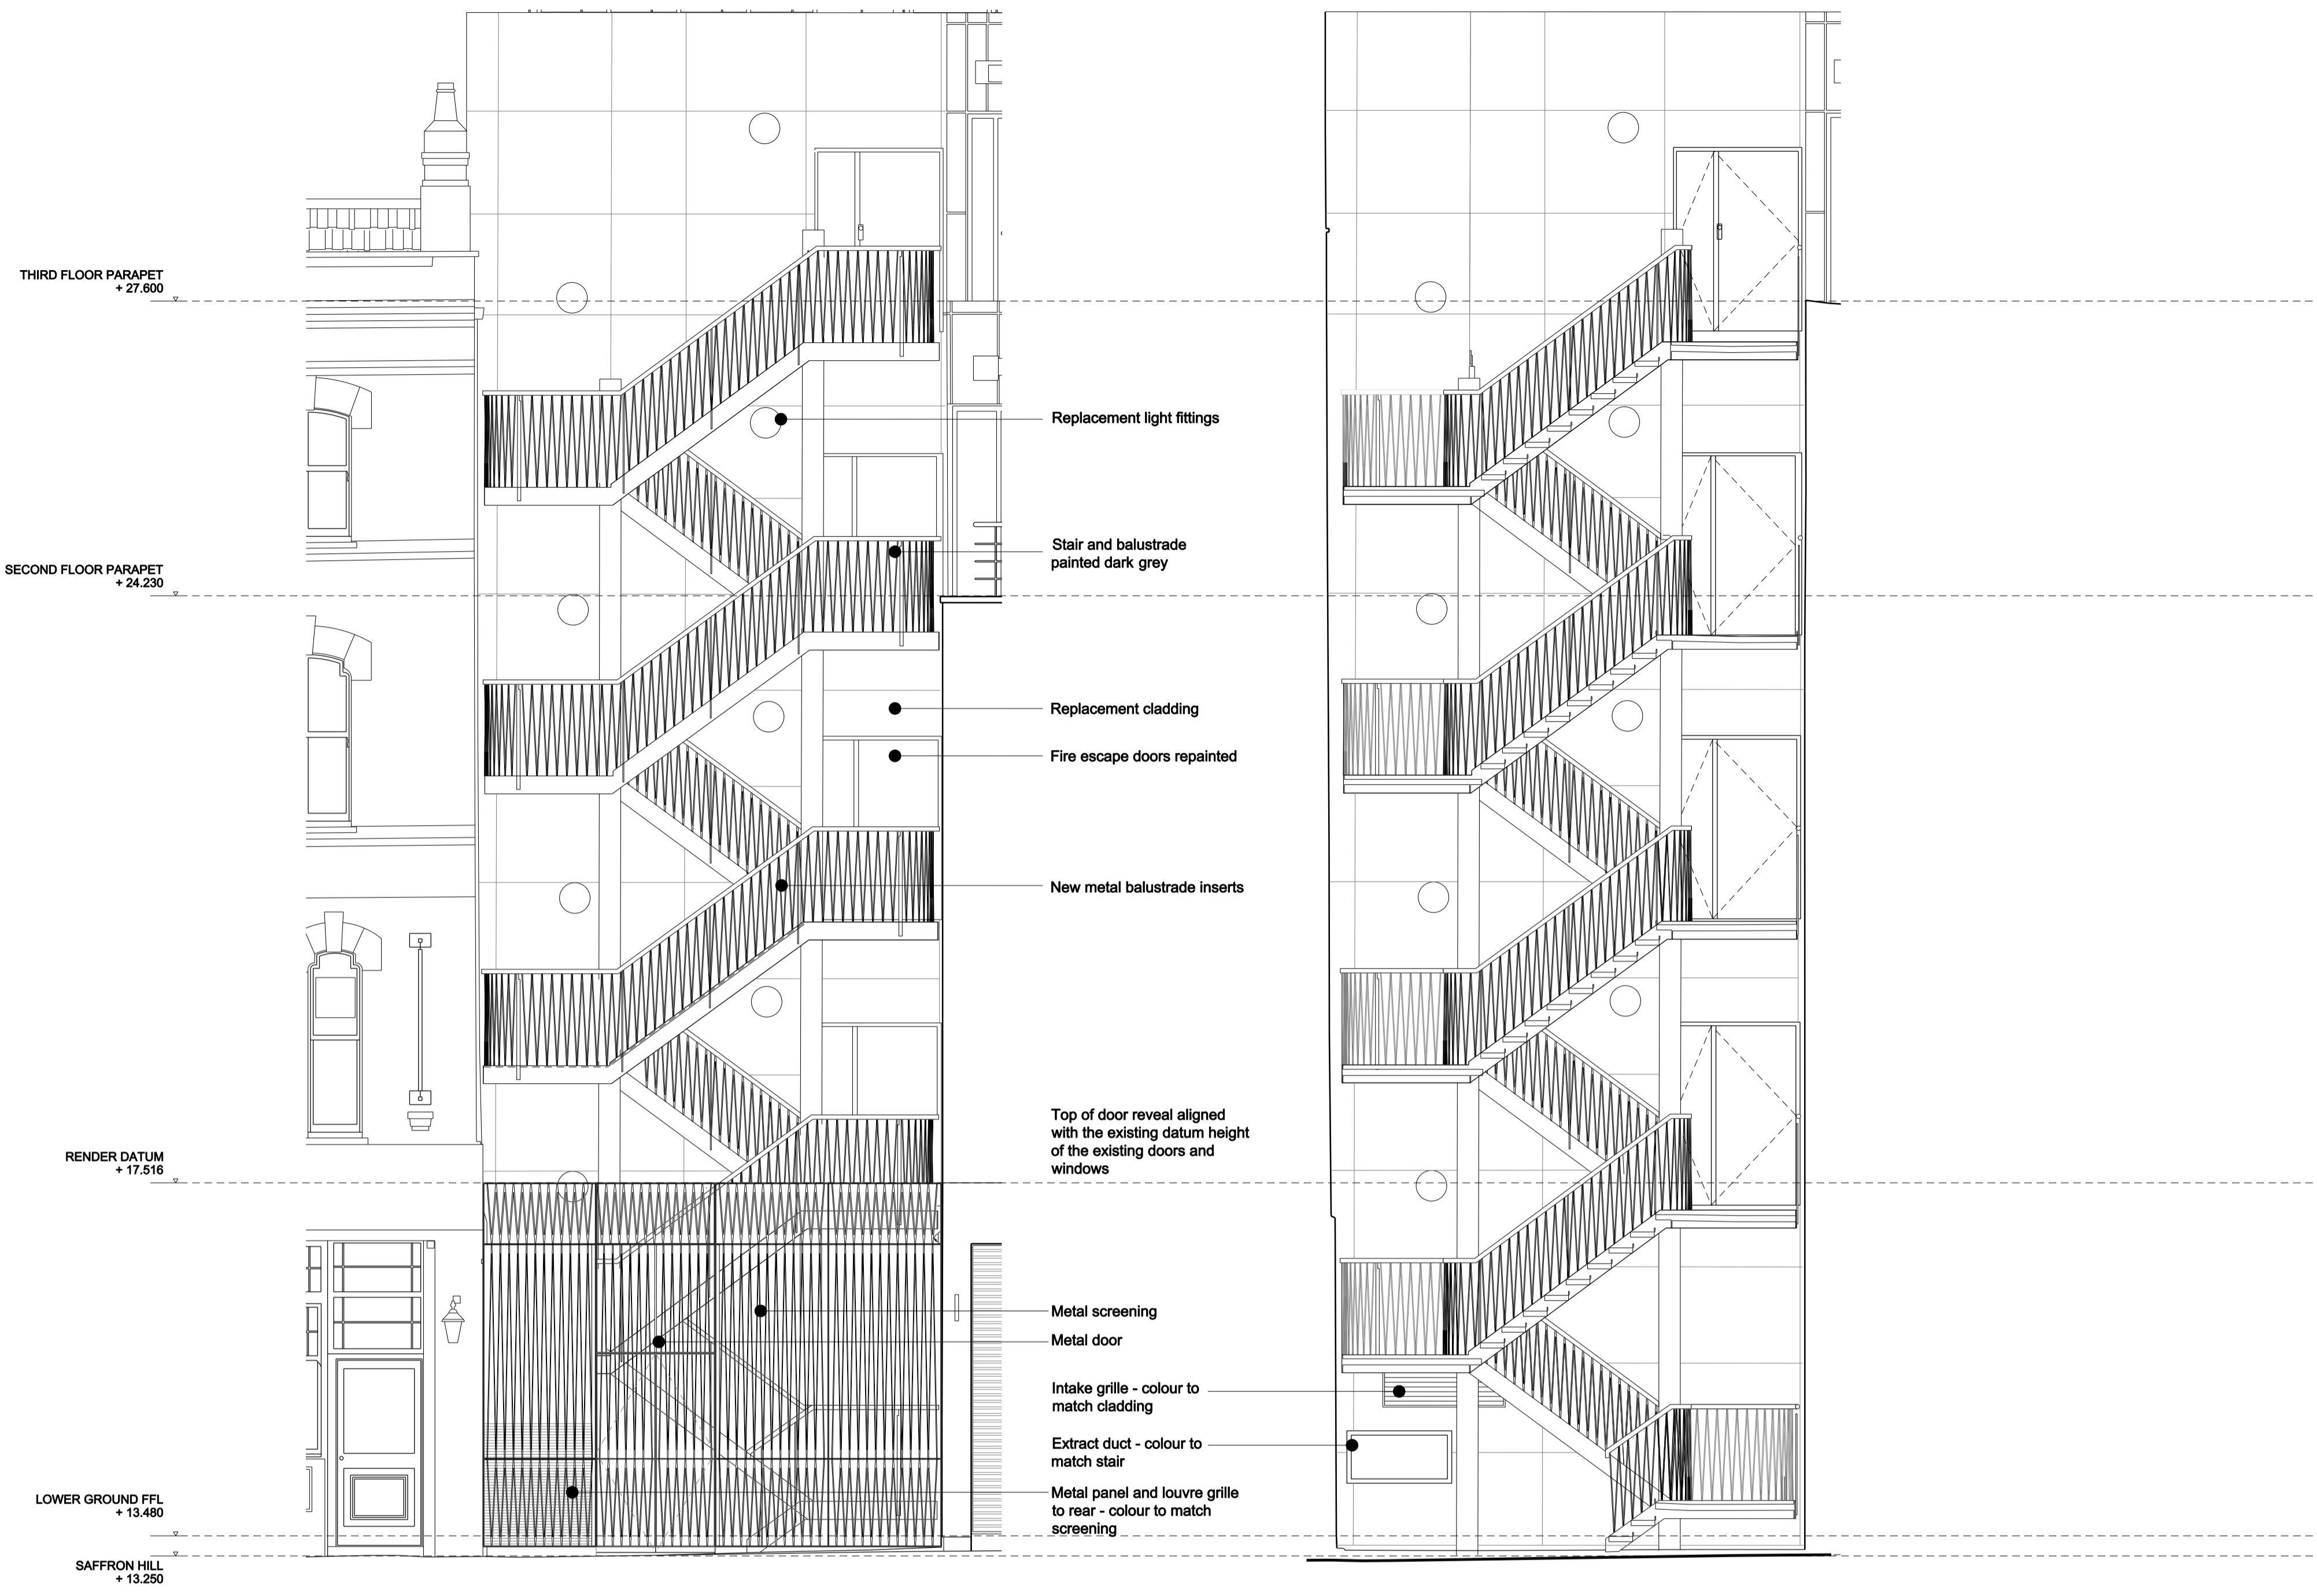 THIRD FLOOR PARAPET
+ 27.600
SECOND FLOOR PARAPET
+ 24.230
RENDER DATUM
+ 17.516
LOWER GROUND FFL
+ 13.480
SAFFRON HILL
+ 13.250
Replacement light fittings
Stair and balustrade
painted dark grey
Replacement cladding
Fire escape doors repainted
New metal balustrade inserts
Top of door reveal aligned
with the existing datum height
of the existing doors and
windows
Metal screening
Metal door
Intake grille - colour to
match cladding
Extract duct - colour to
match stair
Metal panel and louvre grille
to rear - colour to match
screening